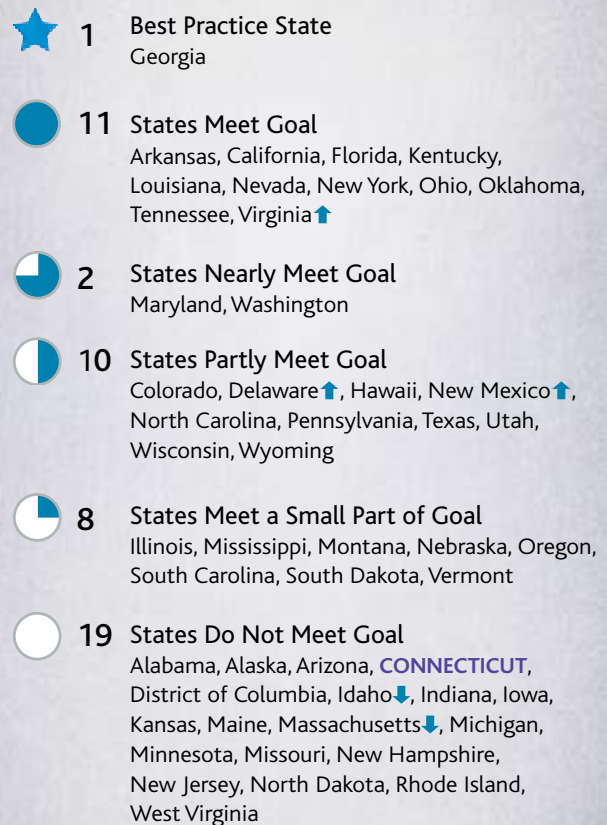 1 Best Practice State
Georgia
11 States Meet Goal
Arkansas, California, Florida, Kentucky,
Louisiana, Nevada, New York, Ohio, Oklahoma,
Tennessee, Virginia⬆
2 States Nearly Meet Goal
Maryland, Washington
10 States Partly Meet Goal
Colorado, Delaware⬆, Hawaii, New Mexico⬆,
North Carolina, Pennsylvania, Texas, Utah,
Wisconsin, Wyoming
8 States Meet a Small Part of Goal
Illinois, Mississippi, Montana, Nebraska, Oregon,
South Carolina, South Dakota, Vermont
19 States Do Not Meet Goal
Alabama, Alaska, Arizona, CONNECTICUT,
District of Columbia, Idaho⬇, Indiana, Iowa,
Kansas, Maine, Massachusetts⬇, Michigan,
Minnesota, Missouri, New Hampshire,
New Jersey, North Dakota, Rhode Island,
West Virginia